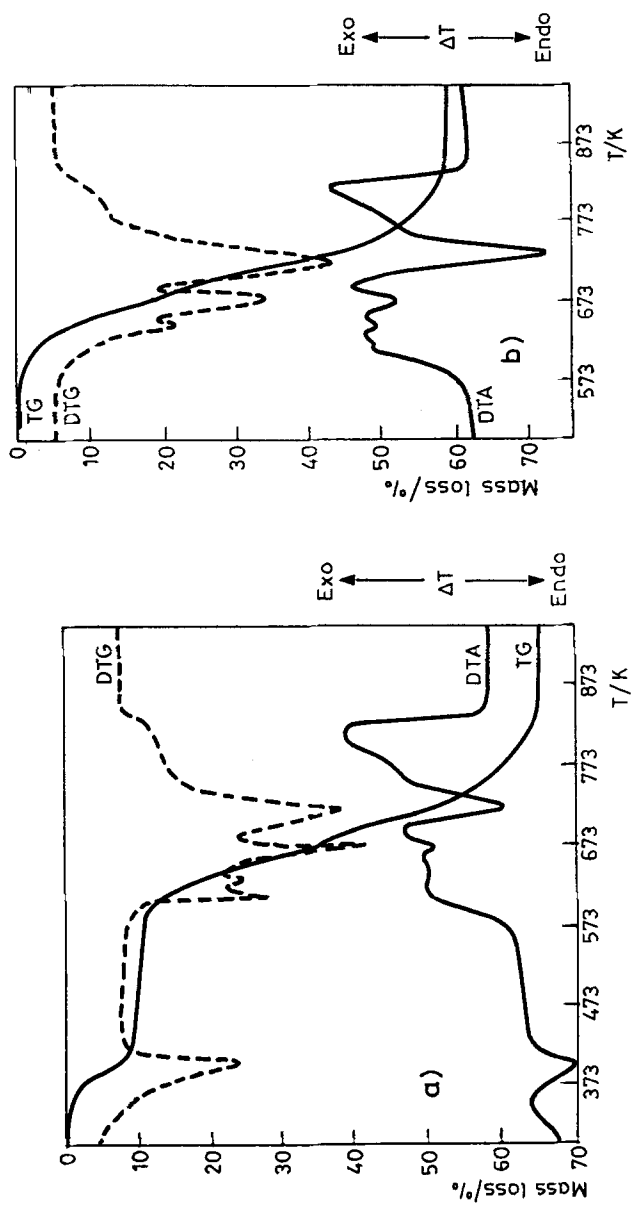 0
10
20
30
40
50
60
70
Mass loss/%
DTG
DTA
TG
a)
373
473
573
673
773
873
T/K
Exo
ΔT
Endo
0
10
20
30
40
50
60
70
Mass loss/%
TG
DTG
DTA
b)
573
673
773
873
T/K
Exo
ΔT
Endo